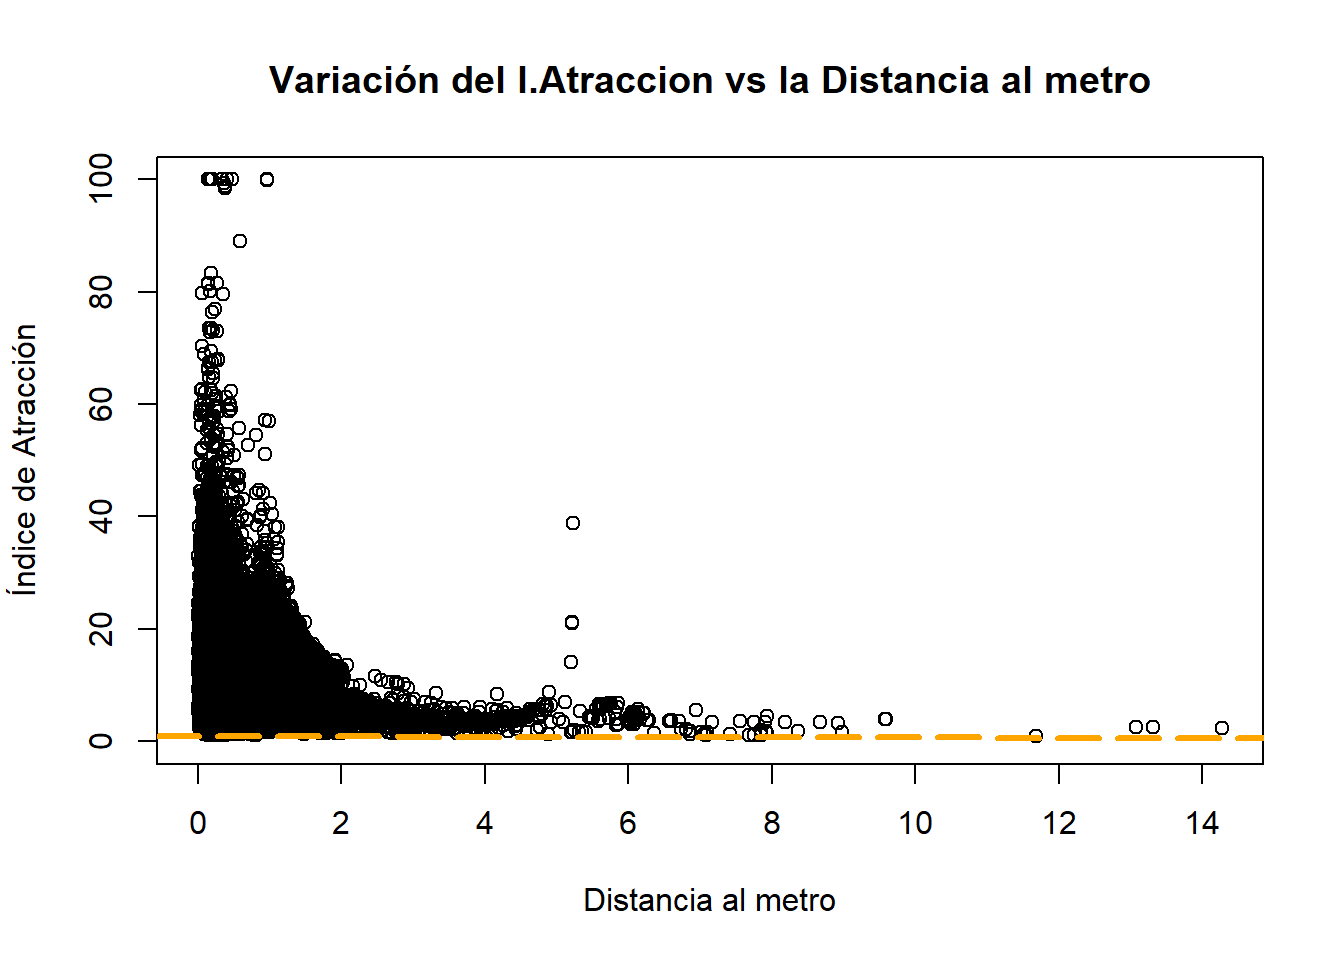 Variación del I.Atraccion vs la Distancia al metro
Índice de Atracción
100
80
60
40
20
0
0 2 4 6 8 10 12 14
Distancia al metro